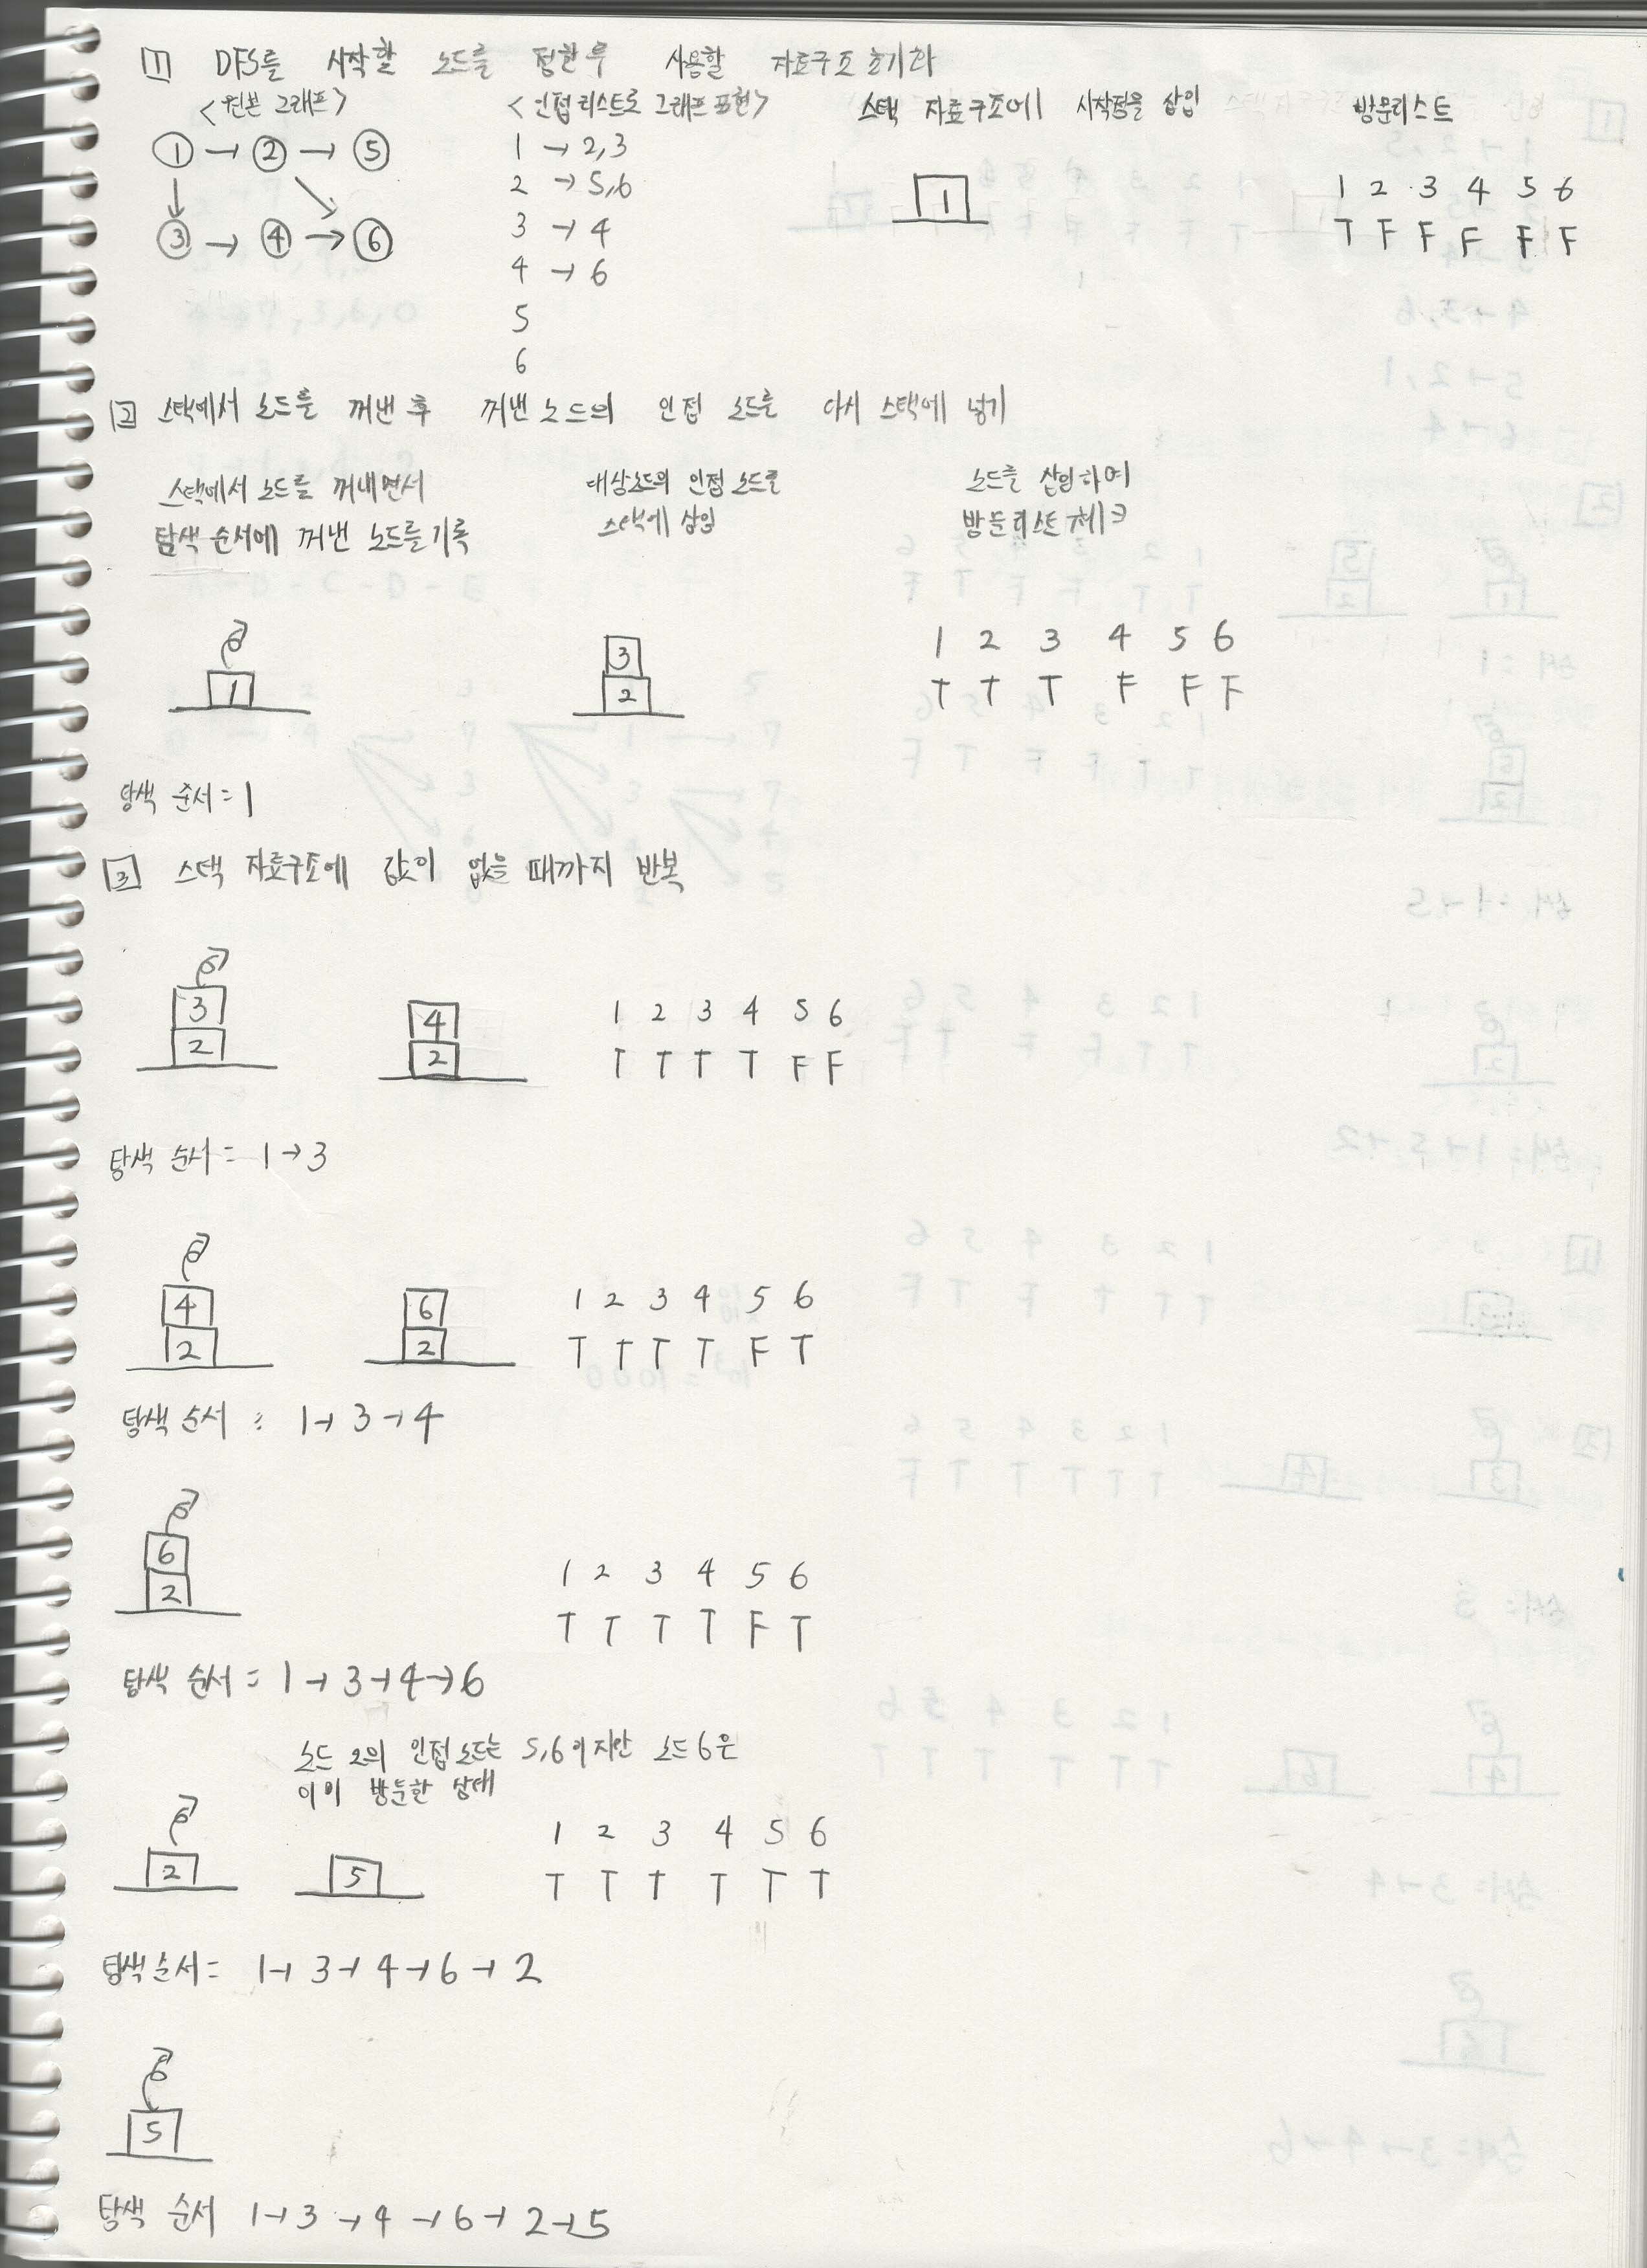 1 DFS를 시작할 노드를 정한후 사용할 자료구조 초기화
<원본 그래프> <인접리스트로 그래프 표현> 스택 자료구조에 시작점을 삽입 방문리스트
1 → 2 → 5
3 → 4 → 6
1 → 2,3
2 → 5,6
3 → 4
4 → 6
5
6
1
1 2 3 4 5 6
T F F F F F
2 스택에서 노드를 꺼낸 후 꺼낸 노드의 인접 노드를 다시 스택에 넣기
스택에서 노드를 꺼내면서
탐색 순서에 꺼낸 노드를 기록
대상노드의 인접 노드를
스택에 삽입
노드를 삽입하여
방문리스트 체크
1
3
2
1 2 3 4 5 6
T T T F F F
탐색 순서 = 1
3 스택 자료구조에 값이 없을 때까지 반복
3
2
4
2
1 2 3 4 5 6
T T T T F F
탐색 순서 = 1 → 3
4
2
6
2
1 2 3 4 5 6
T T T T F T
탐색 순서 : 1 → 3 → 4
6
2
1 2 3 4 5 6
T T T T F T
탐색 순서 = 1 → 3 → 4 → 6
노드 2의 인접노드는 5,6이지만 노드6은
이미 방문한 상태
2
5
1 2 3 4 5 6
T T T T T T
탐색순서 = 1 → 3 → 4 → 6 → 2
5
탐색 순서 1 → 3 → 4 → 6 → 2 → 5